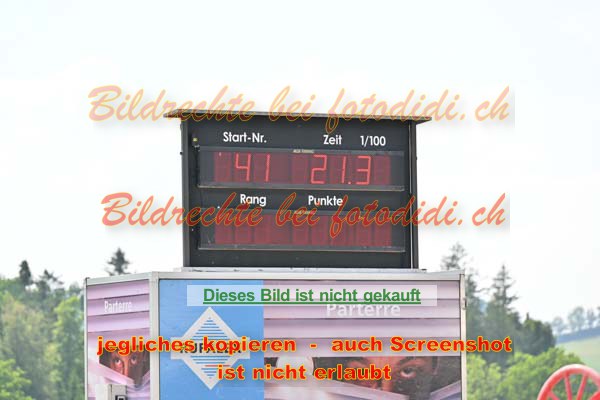 Bildrechte bei fotodidi.ch
Start-Nr. Zeit 1/100
41 21.3
Rang Punkte
Bildrechte bei fotodidi.ch
Dieses Bild ist nicht gekauft
Parterre Parterre
jegliches kopieren - auch Screenshot
ist nicht erlaubt